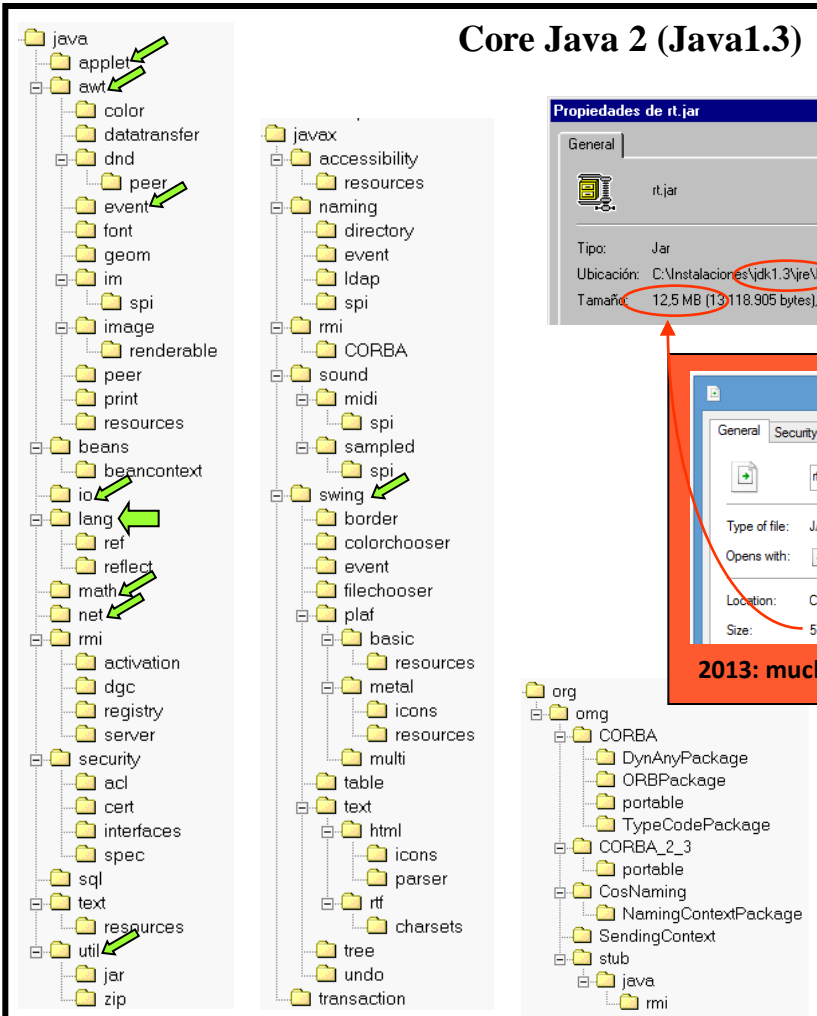 Core Java 2 (Java1.3)
java
applet
awt
color
datatransfer
dnd
peer
event
font
geom
im
spi
image
renderable
peer
print
resources
beans
beancontext
io
lang
ref
reflect
math
net
rmi
activation
dgc
registry
server
security
acl
cert
interfaces
spec
sql
text
resources
util
jar
zip
javax
accessibility
resources
naming
directory
event
ldap
spi
rmi
CORBA
sound
midi
spi
sampled
spi
swing
border
colorchooser
event
filechooser
plaf
basic
resources
metal
icons
resources
multi
table
text
html
icons
parser
rtf
charsets
tree
undo
transaction
Propiedades de rt.jar
General
rt.jar
Tipo: Jar
Ubicación: C:\Instalaciones\jdk1.3\jre\
Tamaño: 12,5 MB (13.118.905 bytes),
General Security
Type of file:
Opens with:
Location: C
Size: 5
2013:
org
omg
CORBA
DynAnyPackage
ORBPackage
portable
TypeCodePackage
CORBA_2_3
portable
CosNaming
NamingContextPackage
SendingContext
stub
java
rmi